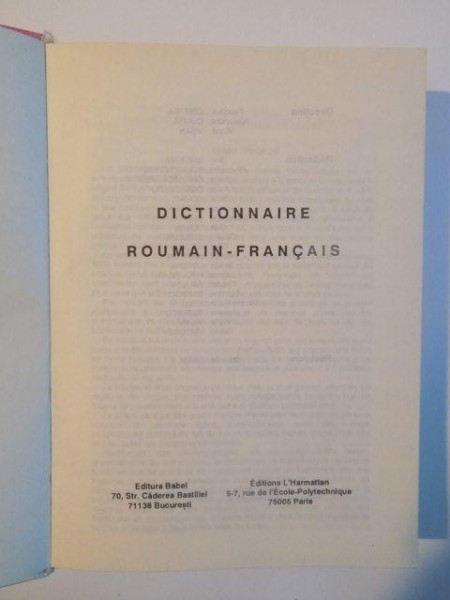 DICTIONNAIRE
ROUMAIN-FRANÇAIS
Editura Babel
70, Str. Căderea Bastiliei
71138 Bucureşti
Éditions L'Harmattan
5-7, rue de l'École-Polytechnique
75005 Paris